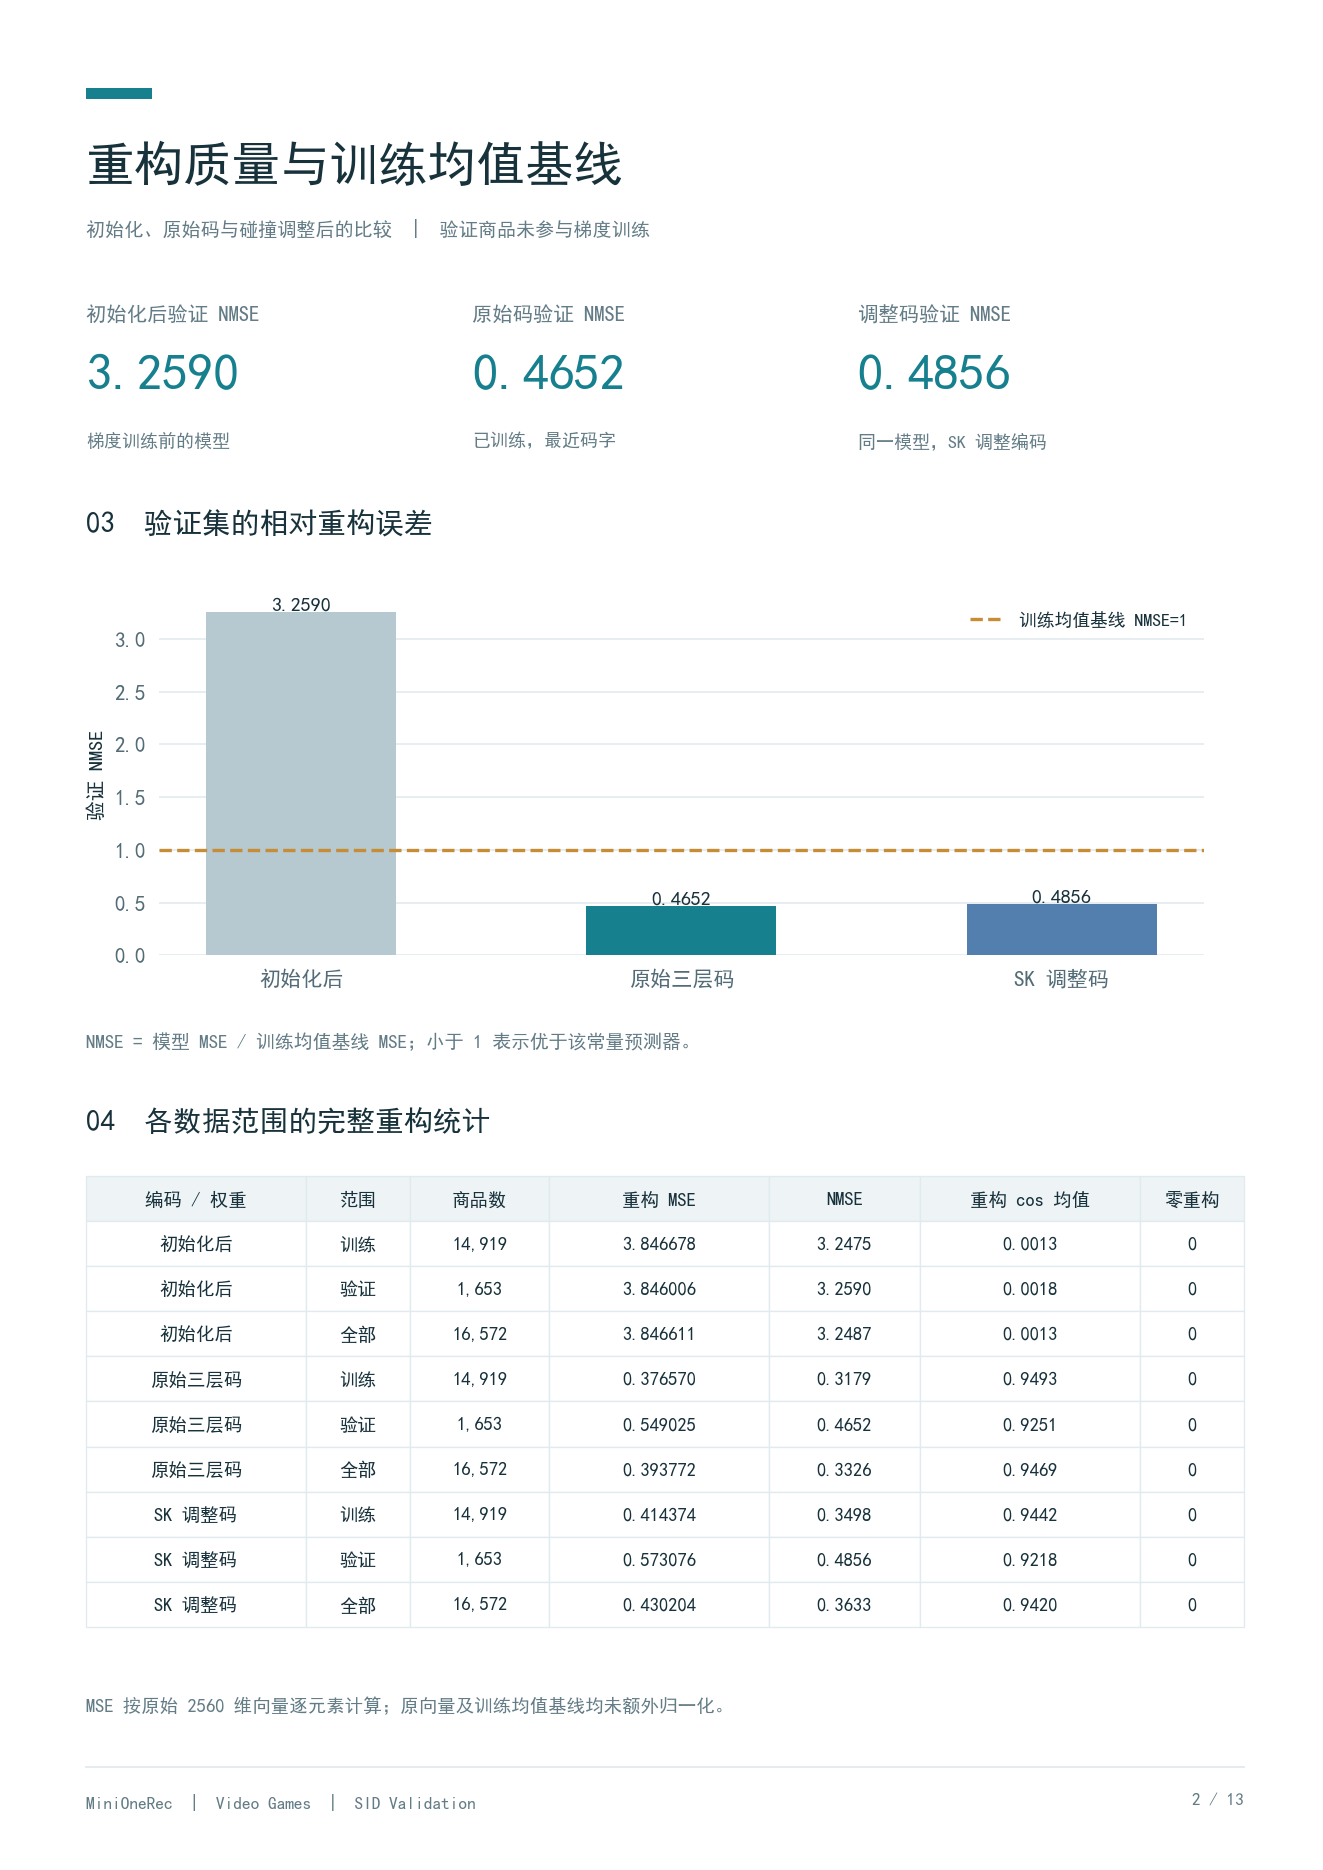 重构质量与训练均值基线
初始化、原始码与碰撞调整后的比较 | 验证商品未参与梯度训练
初始化后验证 NMSE 原始码验证 NMSE 调整码验证 NMSE
3.2590 0.4652 0.4856
梯度训练前的模型 已训练，最近码字 同一模型，SK 调整编码
03 验证集的相对重构误差
3.2590
训练均值基线 NMSE=1
3.0
2.5
2.0
验证 NMSE
1.5
1.0
0.5
0.4652 0.4856
0.0
初始化后 原始三层码 SK 调整码
NMSE = 模型 MSE / 训练均值基线 MSE；小于 1 表示优于该常量预测器。
04 各数据范围的完整重构统计
编码 / 权重 范围 商品数 重构 MSE NMSE 重构 cos 均值 零重构
初始化后 训练 14,919 3.846678 3.2475 0.0013 0
初始化后 验证 1,653 3.846006 3.2590 0.0018 0
初始化后 全部 16,572 3.846611 3.2487 0.0013 0
原始三层码 训练 14,919 0.376570 0.3179 0.9493 0
原始三层码 验证 1,653 0.549025 0.4652 0.9251 0
原始三层码 全部 16,572 0.393772 0.3326 0.9469 0
SK 调整码 训练 14,919 0.414374 0.3498 0.9442 0
SK 调整码 验证 1,653 0.573076 0.4856 0.9218 0
SK 调整码 全部 16,572 0.430204 0.3633 0.9420 0
MSE 按原始 2560 维向量逐元素计算；原向量及训练均值基线均未额外归一化。
MiniOneRec | Video Games | SID Validation 2 / 13